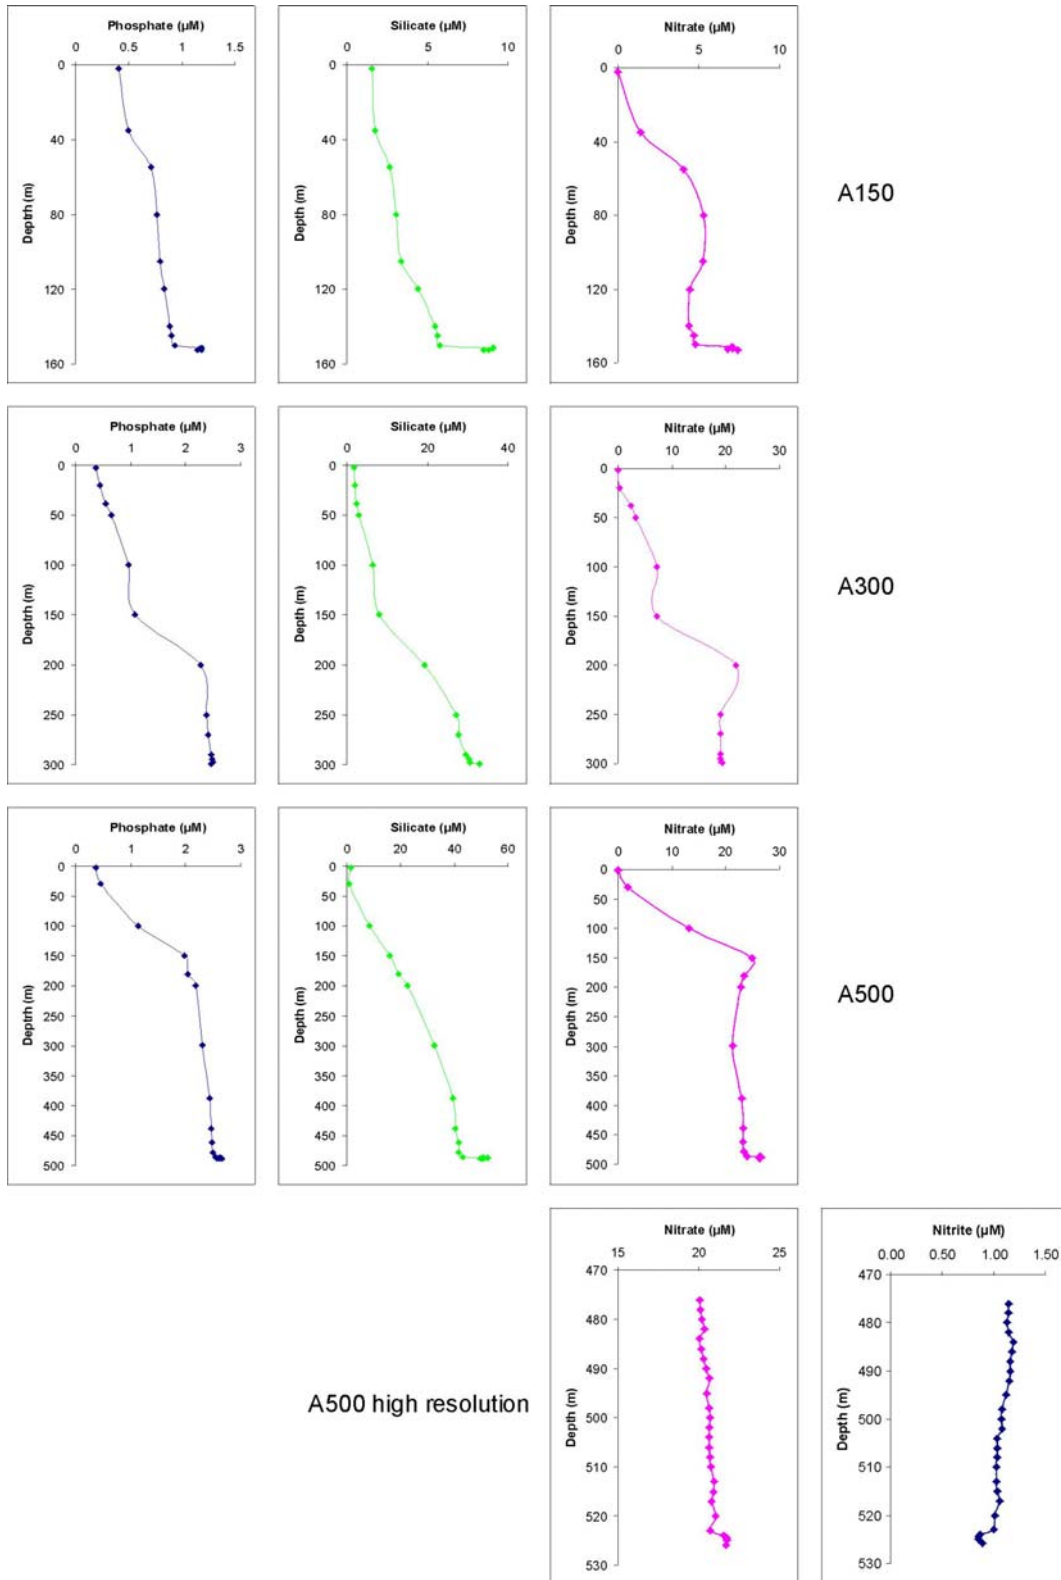 Phosphate (µM)
0 0.5 1 1.5
0
40
80
120
160
Deptrh (m)
Silicate (µM)
0 5 10
0
40
80
120
160
Depth (m)
Nitrate (µM)
0 5 10
0
40
80
120
160
Depth (m)
A150
Phosphate (µM)
0 1 2 3
0
50
100
150
200
250
300
Deptrh (m)
Silicate (µM)
0 20 40
0
50
100
150
200
250
300
Depth (m)
Nitrate (µM)
0 10 20 30
0
50
100
150
200
250
300
Depth (m)
A300
Phosphate (µM)
0 1 2 3
0
50
100
150
200
250
300
350
400
450
500
Deptrh (m)
Silicate (µM)
0 20 40 60
0
50
100
150
200
250
300
350
400
450
500
Depth (m)
Nitrate (µM)
0 10 20 30
0
50
100
150
200
250
300
350
400
450
500
Depth (m)
A500
A500 high resolution
Nitrate (µM)
15 20 25
470
480
490
500
510
520
530
Depth (m)
Nitrite (µM)
0.00 0.50 1.00 1.50
470
480
490
500
510
520
530
Depth (m)